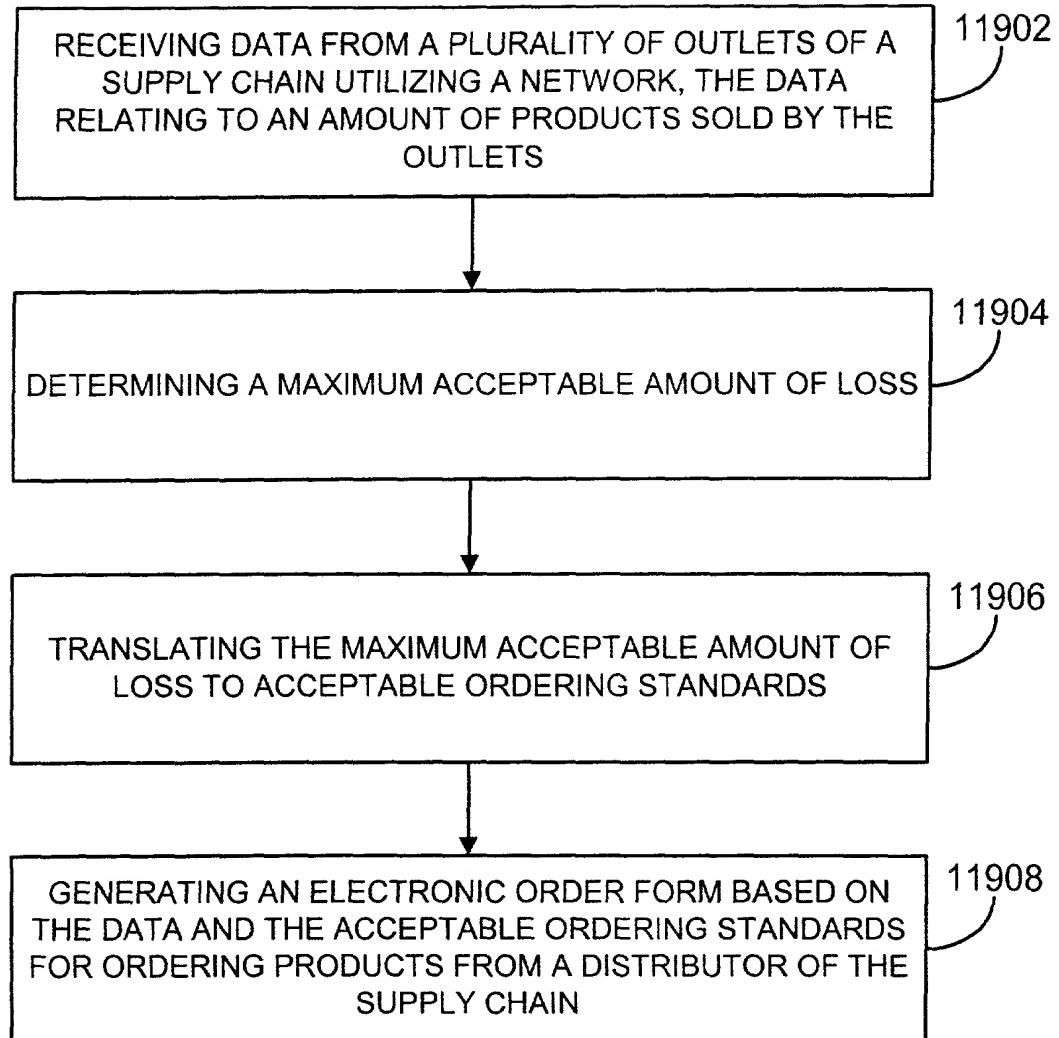 RECEIVING DATA FROM A PLURALITY OF OUTLETS OF A
SUPPLY CHAIN UTILIZING A NETWORK, THE DATA
RELATING TO AN AMOUNT OF PRODUCTS SOLD BY THE
OUTLETS
11902
DETERMINING A MAXIMUM ACCEPTABLE AMOUNT OF LOSS
11904
TRANSLATING THE MAXIMUM ACCEPTABLE AMOUNT OF
LOSS TO ACCEPTABLE ORDERING STANDARDS
11906
GENERATING AN ELECTRONIC ORDER FORM BASED ON
THE DATA AND THE ACCEPTABLE ORDERING STANDARDS
FOR ORDERING PRODUCTS FROM A DISTRIBUTOR OF THE
SUPPLY CHAIN
11908